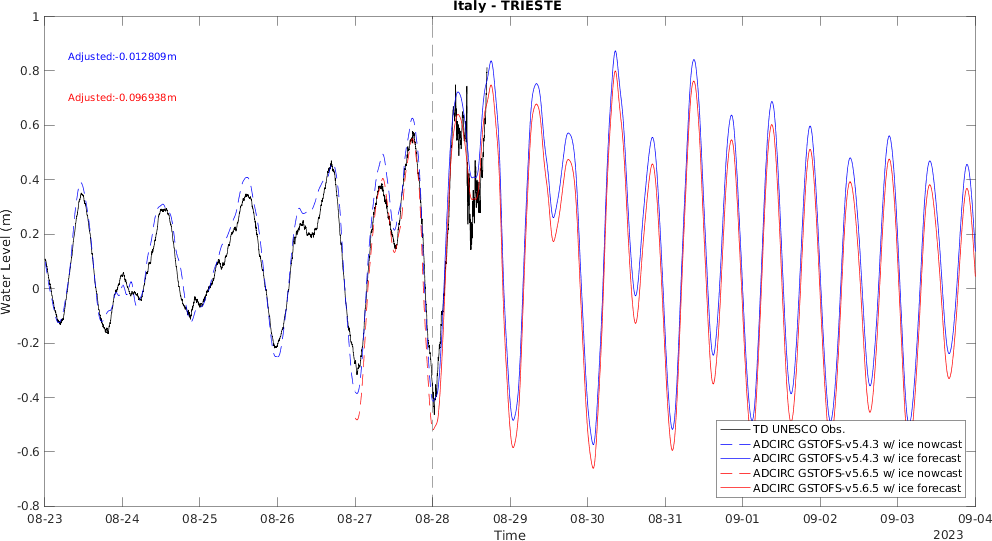 Italy - TRIESTE
Adjusted:-0.012809m
Adjusted:-0.096938m
Water Level (m)
1
0.8
0.6
0.4
0.2
0
-0.2
-0.4
-0.6
-0.8
TD UNESCO Obs.
ADCIRC GSTOFS-v5.4.3 w/ ice nowcast
ADCIRC GSTOFS-v5.4.3 w/ ice forecast
ADCIRC GSTOFS-v5.6.5 w/ ice nowcast
ADCIRC GSTOFS-v5.6.5 w/ ice forecast
08-23 08-24 08-25 08-26 08-27 08-28 08-29 08-30 08-31 09-01 09-02 09-03 09-04
Time
2023